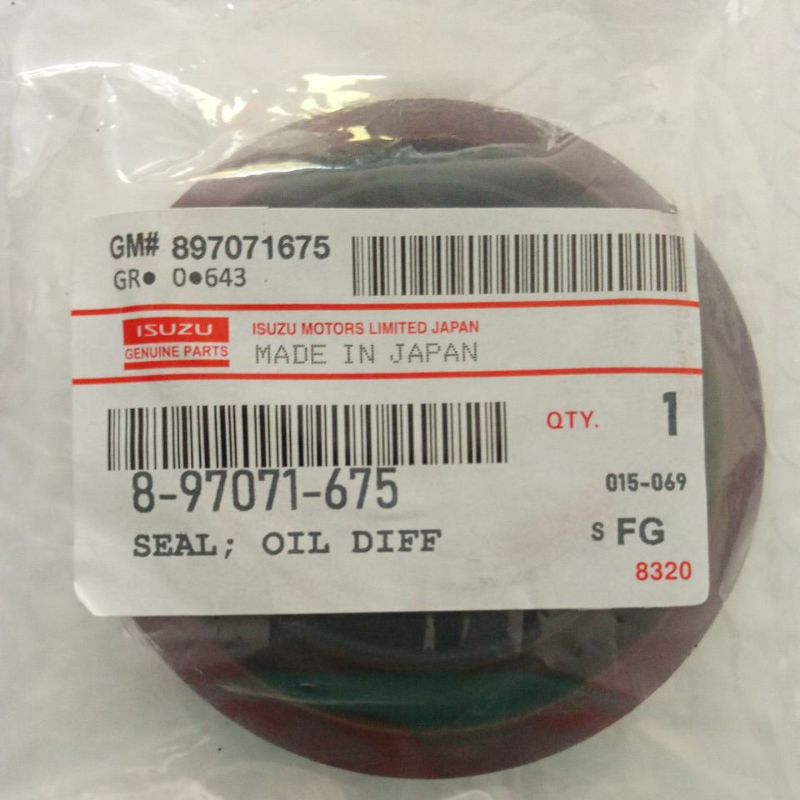 GM# 897071675
GR● 0●643
ISUZU
GENUINE PARTS
ISUZU MOTORS LIMITED JAPAN
MADE IN JAPAN
QTY. 1
8-97071-675
015-069
SEAL; OIL DIFF
S FG
8320